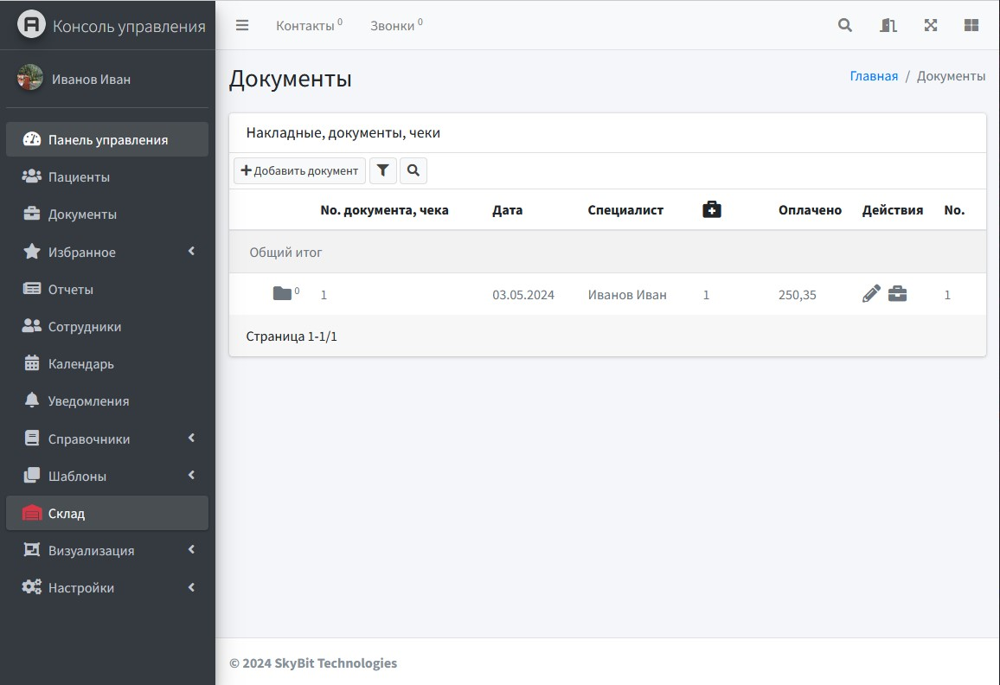 Консоль управления
Контакты 0
Звонки 0
Иванов Иван
Панель управления
Пациенты
Документы
Избранное
Отчеты
Сотрудники
Календарь
Уведомления
Справочники
Шаблоны
Склад
Визуализация
Настройки
Документы
Главная / Документы
Накладные, документы, чеки
Добавить документ
No. документа, чека Дата Специалист Оплачено Действия No.
Общий итог
0 1 03.05.2024 Иванов Иван 1 250,35 1
Страница 1-1/1
© 2024 SkyBit Technologies